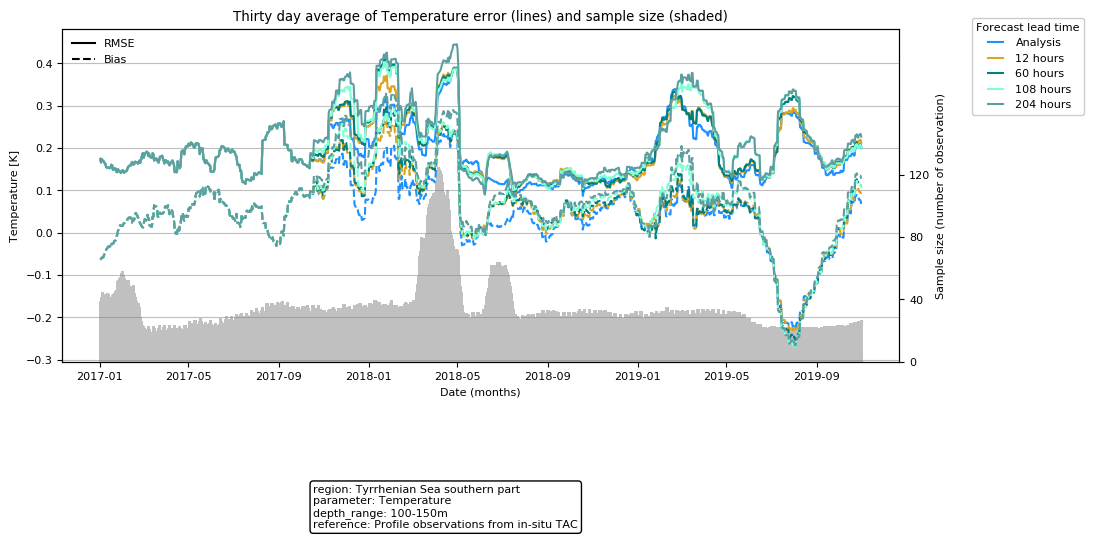 Thirty day average of Temperature error (lines) and sample size (shaded)
Forecast lead time
Analysis
12 hours
60 hours
108 hours
204 hours
RMSE
Bias
Temperature [K]
0.4
0.3
0.2
0.1
0.0
−0.1
−0.2
−0.3
120
80
40
0
Sample size (number of observation)
2017-01 2017-05 2017-09 2018-01 2018-05 2018-09 2019-01 2019-05 2019-09
Date (months)
region: Tyrrhenian Sea southern part
parameter: Temperature
depth_range: 100-150m
reference: Profile observations from in-situ TAC